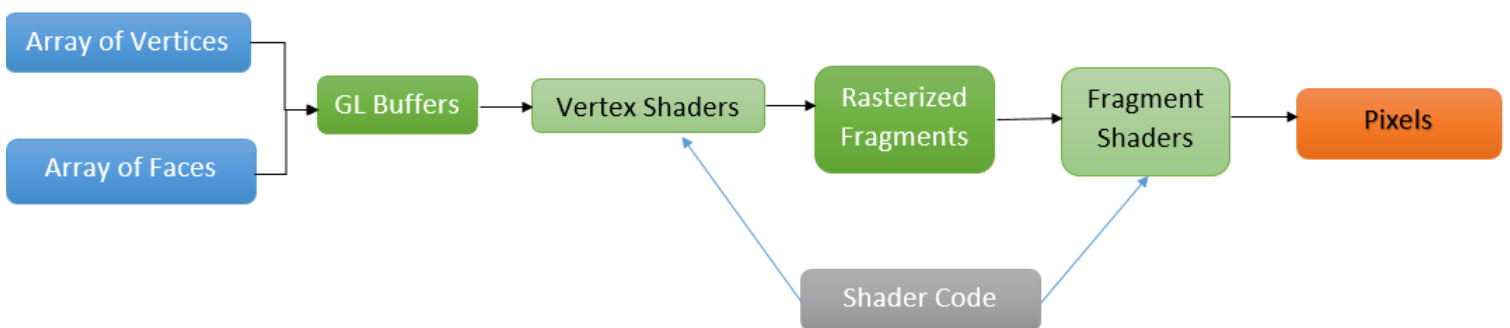 Array of Vertices
Array of Faces
GL Buffers
Vertex Shaders
Rasterized
Fragments
Fragment
Shaders
Pixels
Shader Code